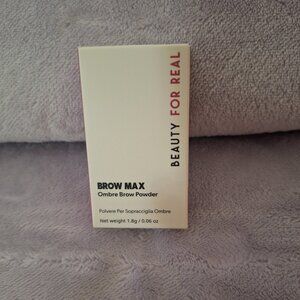 BEAUTY FOR REAL
BROW MAX
Ombre Brow Powder
Polvere Per Sopracciglia Ombre
Net weight 1.8g / 0.06 oz